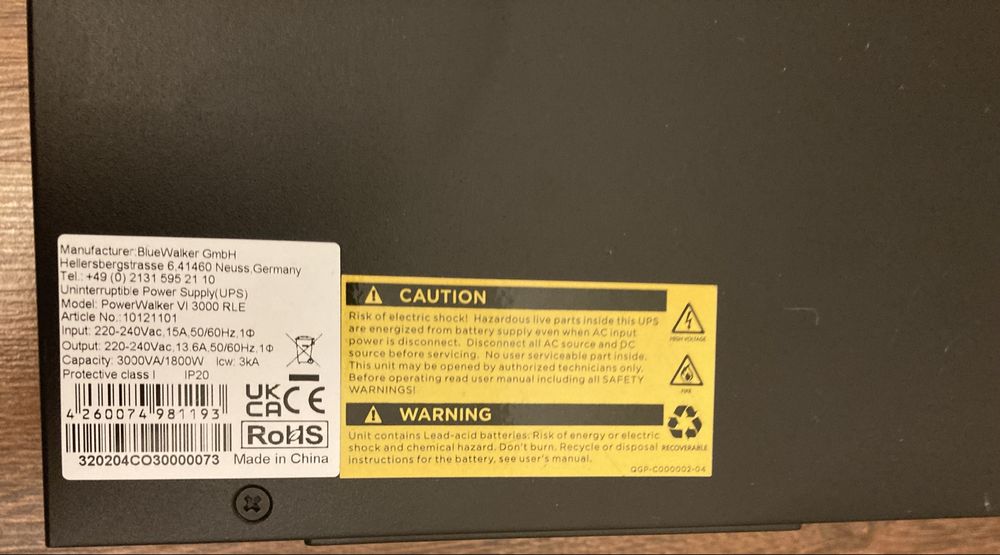 Manufacturer:BlueWalker GmbH
Hellersbergstrasse 6,41460 Neuss,Germany
Tel.: +49 (0) 2131 595 21 10
Uninterruptible Power Supply(UPS)
Model: PowerWalker VI 3000 RLE
Article No.:10121101
Input: 220-240Vac,15A,50/60Hz,1Φ
Output: 220-240Vac,13.6A,50/60Hz,1Φ
Capacity: 3000VA/1800W Icw: 3kA
Protective class I IP20
4 260074 981193
UK
CA CE
RoHS
320204CO30000073 Made in China
CAUTION
Risk of electric shock! Hazardous live parts inside this UPS
are energized from battery supply even when AC input
power is disconnect. Disconnect all AC source and DC
source before servicing. No user serviceable part inside.
This unit may be opened by authorized technicians only.
Before operating read user manual including all SAFETY
WARNINGS!
HIGH VOLTAGE
FIRE
WARNING
Unit contains Lead-acid batteries. Risk of energy or electric
shock and chemical hazard. Don't burn. Recycle or disposal
instructions for the battery, see user's manual.
RECOVERABLE
QGP-C000002-04